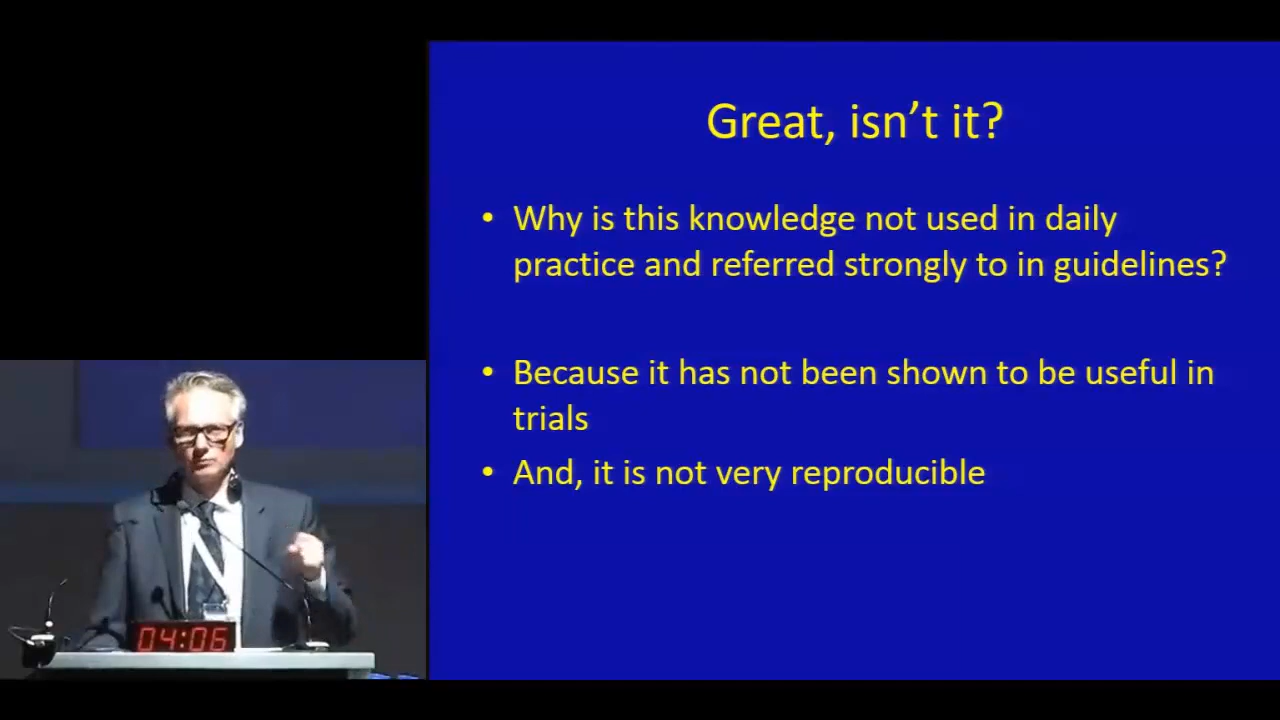 Great, isn’t it?
• Why is this knowledge not used in daily
practice and referred strongly to in guidelines?
• Because it has not been shown to be useful in
trials
• And, it is not very reproducible
04:06